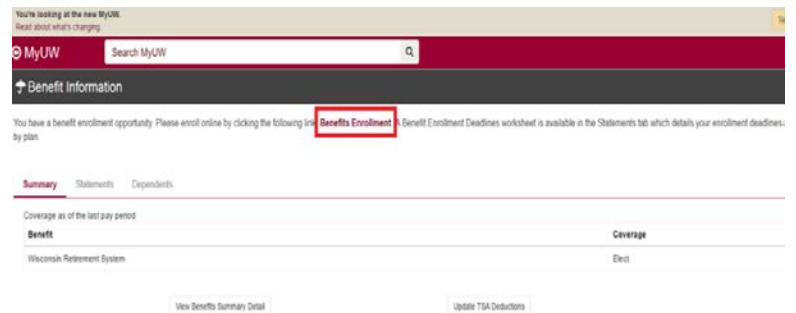 You're looking at the new MyUW.
Read about what's changing.
MyUW Search MyUW
Benefit Information
You have a benefit enrollment opportunity. Please enroll online by clicking the following link Benefits Enrollment. A Benefit Enrollment Deadlines worksheet is available in the Statements tab which details your enrollment deadlines
by plan.
Summary Statements Dependents
Coverage as of the last pay period
Benefit Coverage
Wisconsin Retirement System Elect
View Benefits Summary Detail Update TSA Deductions